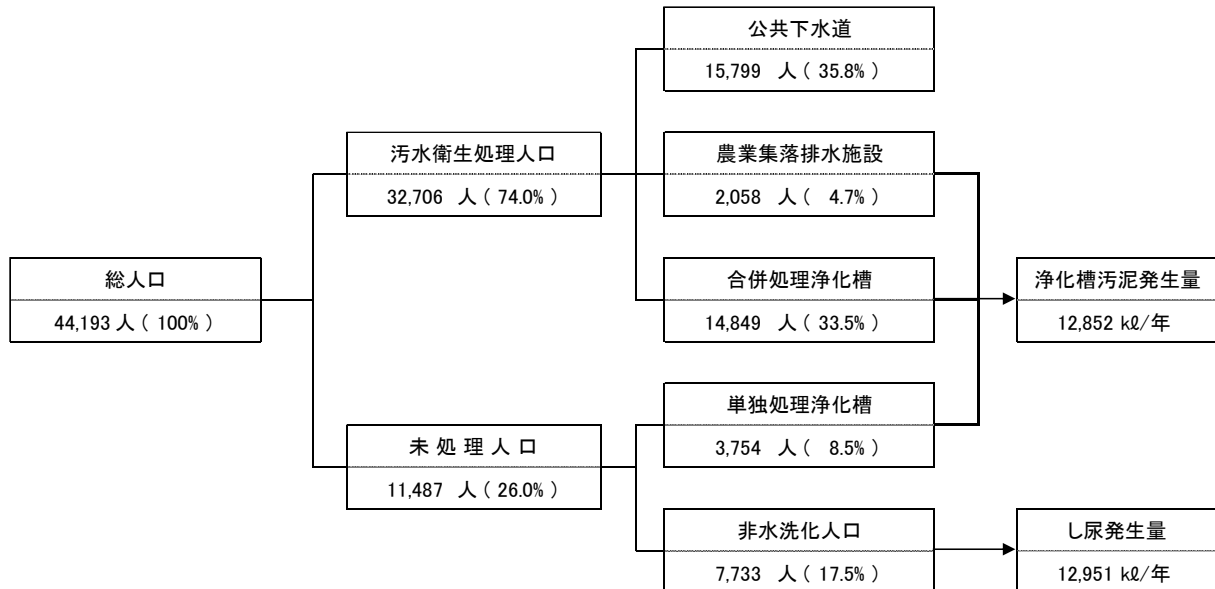 公共下水道
15,799 人 ( 35.8% )
汚水衛生処理人口
32,706 人 ( 74.0% )
農業集落排水施設
2,058 人 ( 4.7% )
総人口
44,193 人 ( 100% )
合併処理浄化槽
14,849 人 ( 33.5% )
浄化槽汚泥発生量
12,852 kℓ/年
単独処理浄化槽
3,754 人 ( 8.5% )
未 処 理 人 口
11,487 人 ( 26.0% )
非水洗化人口
7,733 人 ( 17.5% )
し尿発生量
12,951 kℓ/年